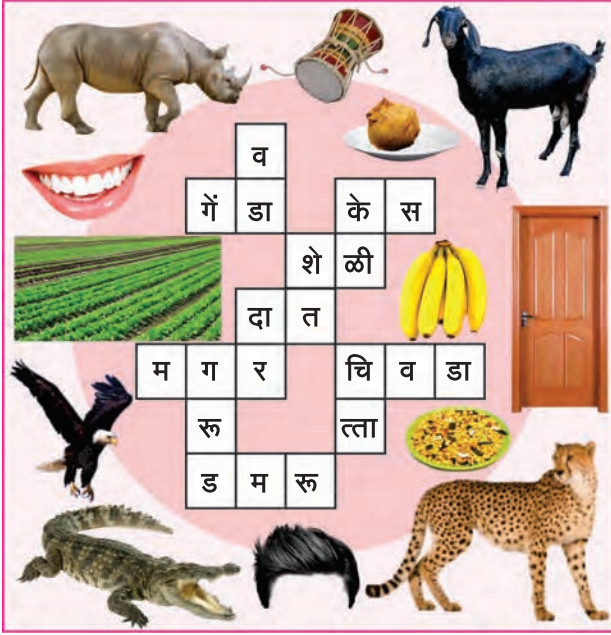 व
गें डा के स
शे ळी
दा त
म ग र चि व डा
रू त्ता
ड म रू